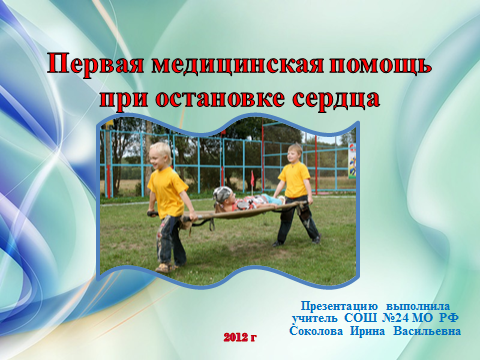 Первая медицинская помощь
при остановке сердца
Презентацию выполнила
учитель СОШ №24 МО РФ
Соколова Ирина Васильевна
2012 г